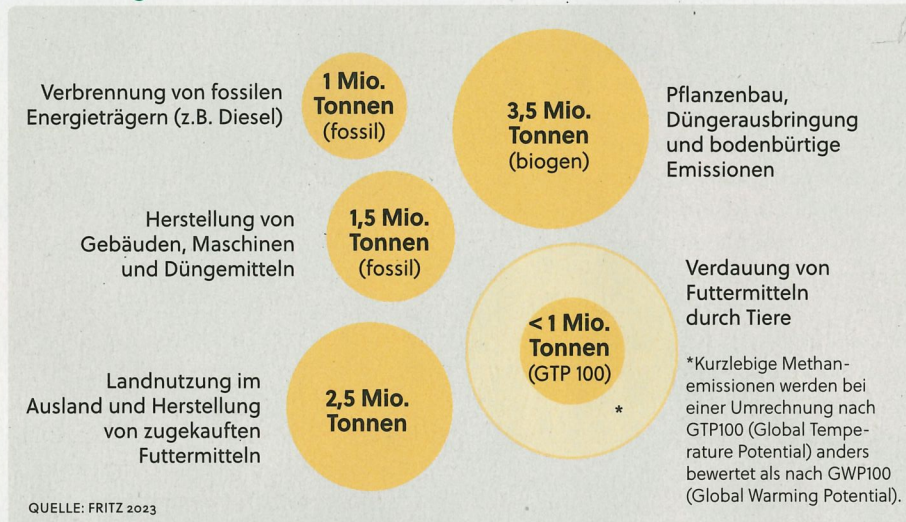 Verbrennung von fossilen
Energieträgern (z.B. Diesel)
1 Mio.
Tonnen
(fossil)
3,5 Mio.
Tonnen
(biogen)
Pflanzenbau,
Düngerausbringung
und bodenbürtige
Emissionen
Herstellung von
Gebäuden, Maschinen
und Düngemitteln
1,5 Mio.
Tonnen
(fossil)
Verdauung von
Futtermitteln
durch Tiere
< 1 Mio.
Tonnen
(GTP 100)
*
*Kurzlebige Methan-
emissionen werden bei
einer Umrechnung nach
GTP100 (Global Tempe-
rature Potential) anders
bewertet als nach GWP100
(Global Warming Potential).
Landnutzung im
Ausland und Herstellung
von zugekauften
Futtermitteln
2,5 Mio.
Tonnen
QUELLE: FRITZ 2023